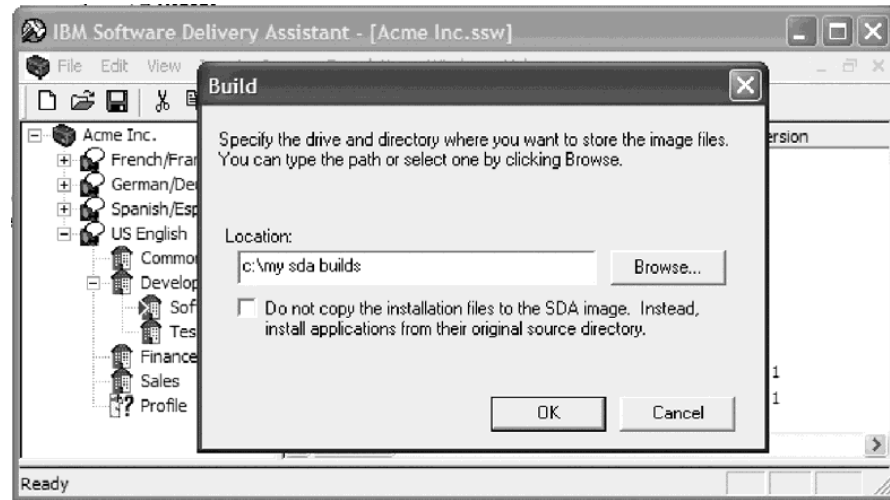 IBM Software Delivery Assistant - [Acme Inc.ssw]
File Edit View
Build
Specify the drive and directory where you want to store the image files.
You can type the path or select one by clicking Browse.
Location:
c:\my sda builds
Browse...
Do not copy the installation files to the SDA image. Instead,
install applications from their original source directory.
OK Cancel
Acme Inc.
French/Fran
German/De
Spanish/Esp
US English
Commo
Develop
Sof
Tes
Finance
Sales
Profile
ersion
1
1
Ready